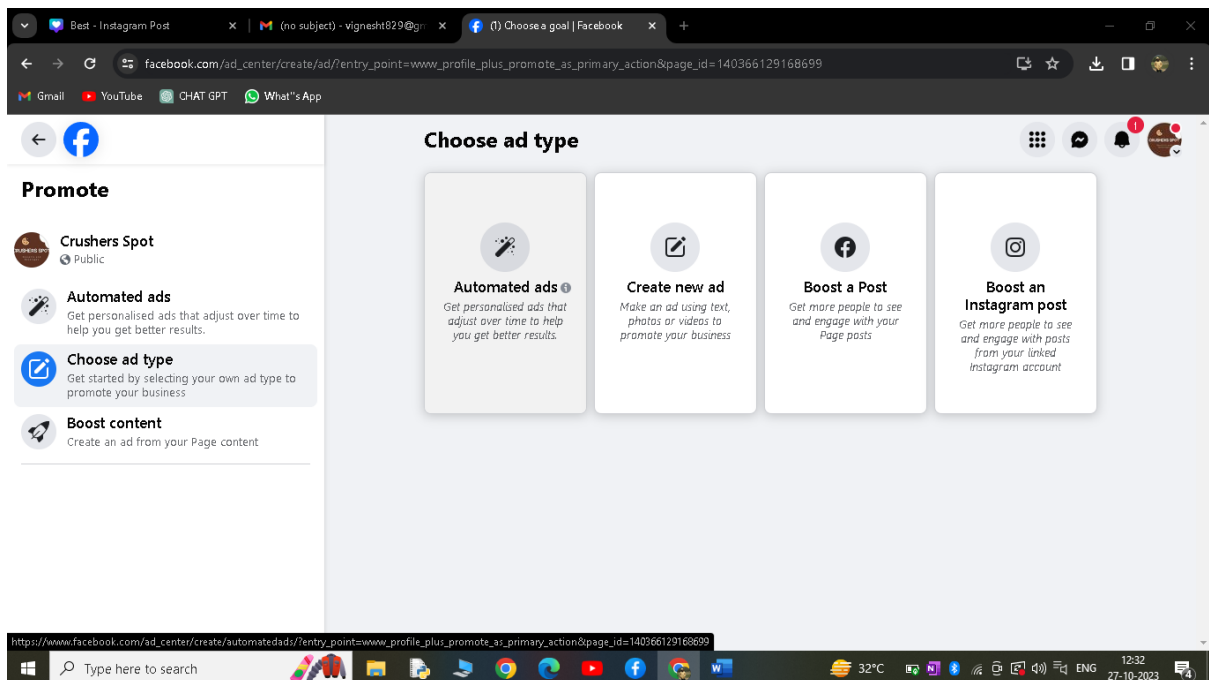 Best - Instagram Post
(no subject) - vignesht829@gm
(1) Choose a goal | Facebook
facebook.com/ad_center/create/ad/?entry_point=www_profile_plus_promote_as_primary_action&page_id=140366129168699
Gmail
YouTube
CHAT GPT
What''s App
Promote
Crushers Spot
Public
Automated ads
Get personalised ads that adjust over time to
help you get better results.
Choose ad type
Get started by selecting your own ad type to
promote your business
Boost content
Create an ad from your Page content
Choose ad type
1
Automated ads
Get personalised ads that
adjust over time to help
you get better results.
Create new ad
Make an ad using text,
photos or videos to
promote your business
Boost a Post
Get more people to see
and engage with your
Page posts
Boost an
Instagram post
Get more people to see
and engage with posts
from your linked
Instagram account
https://www.facebook.com/ad_center/create/automatedads/?entry_point=www_profile_plus_promote_as_primary_action&page_id=140366129168699
Type here to search
32°C
ENG
12:32
27-10-2023
4